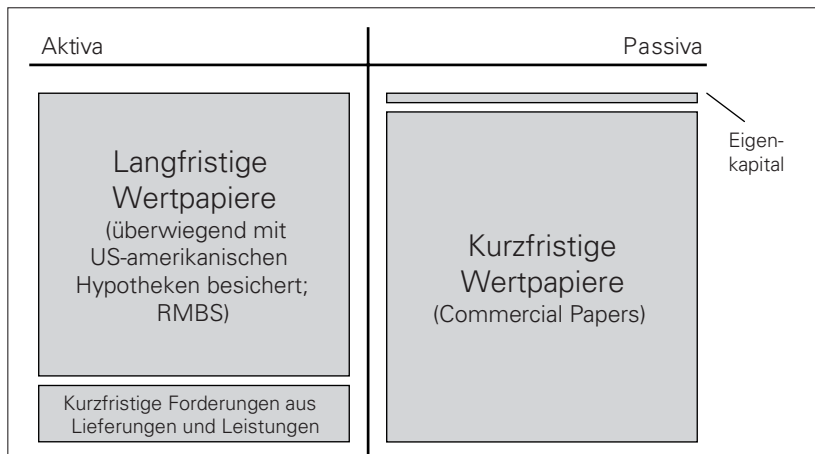 Aktiva
Passiva
Langfristige
Wertpapiere
(überwiegend mit
US-amerikanischen
Hypotheken besichert;
RMBS)
Kurzfristige Forderungen aus
Lieferungen und Leistungen
Eigen-
kapital
Kurzfristige
Wertpapiere
(Commercial Papers)